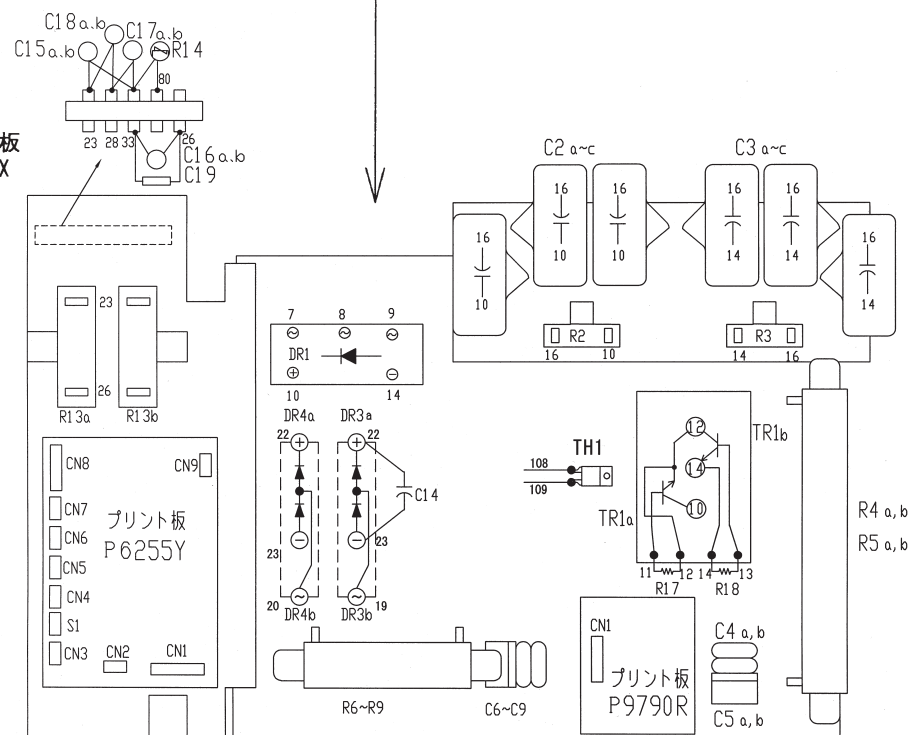 C18a.b
C17a.b
C15a.b
R14
80
23 28 33 26
C16a.b
C19
板
X
C2 a~c
C3 a~c
16 16 16 16
16 10 10 14 14 16
10 14
R2
16 10
R3
14 16
23
26
R13a R13b
7 8 9
DR1
10 14
DR4a DR3a
22 22
C14
23 23
20 19
DR4b DR3b
TH1
108
109
12
14
10
TR1b
TR1a
11 12 14 13
R17 R18
R4 a,b
R5 a,b
CN8
CN9
CN7
CN6
CN5
CN4
S1
CN3
CN2
CN1
プリント板
P6255Y
R6~R9
C6~C9
CN1
プリント板
P9790R
C4 a,b
C5 a,b